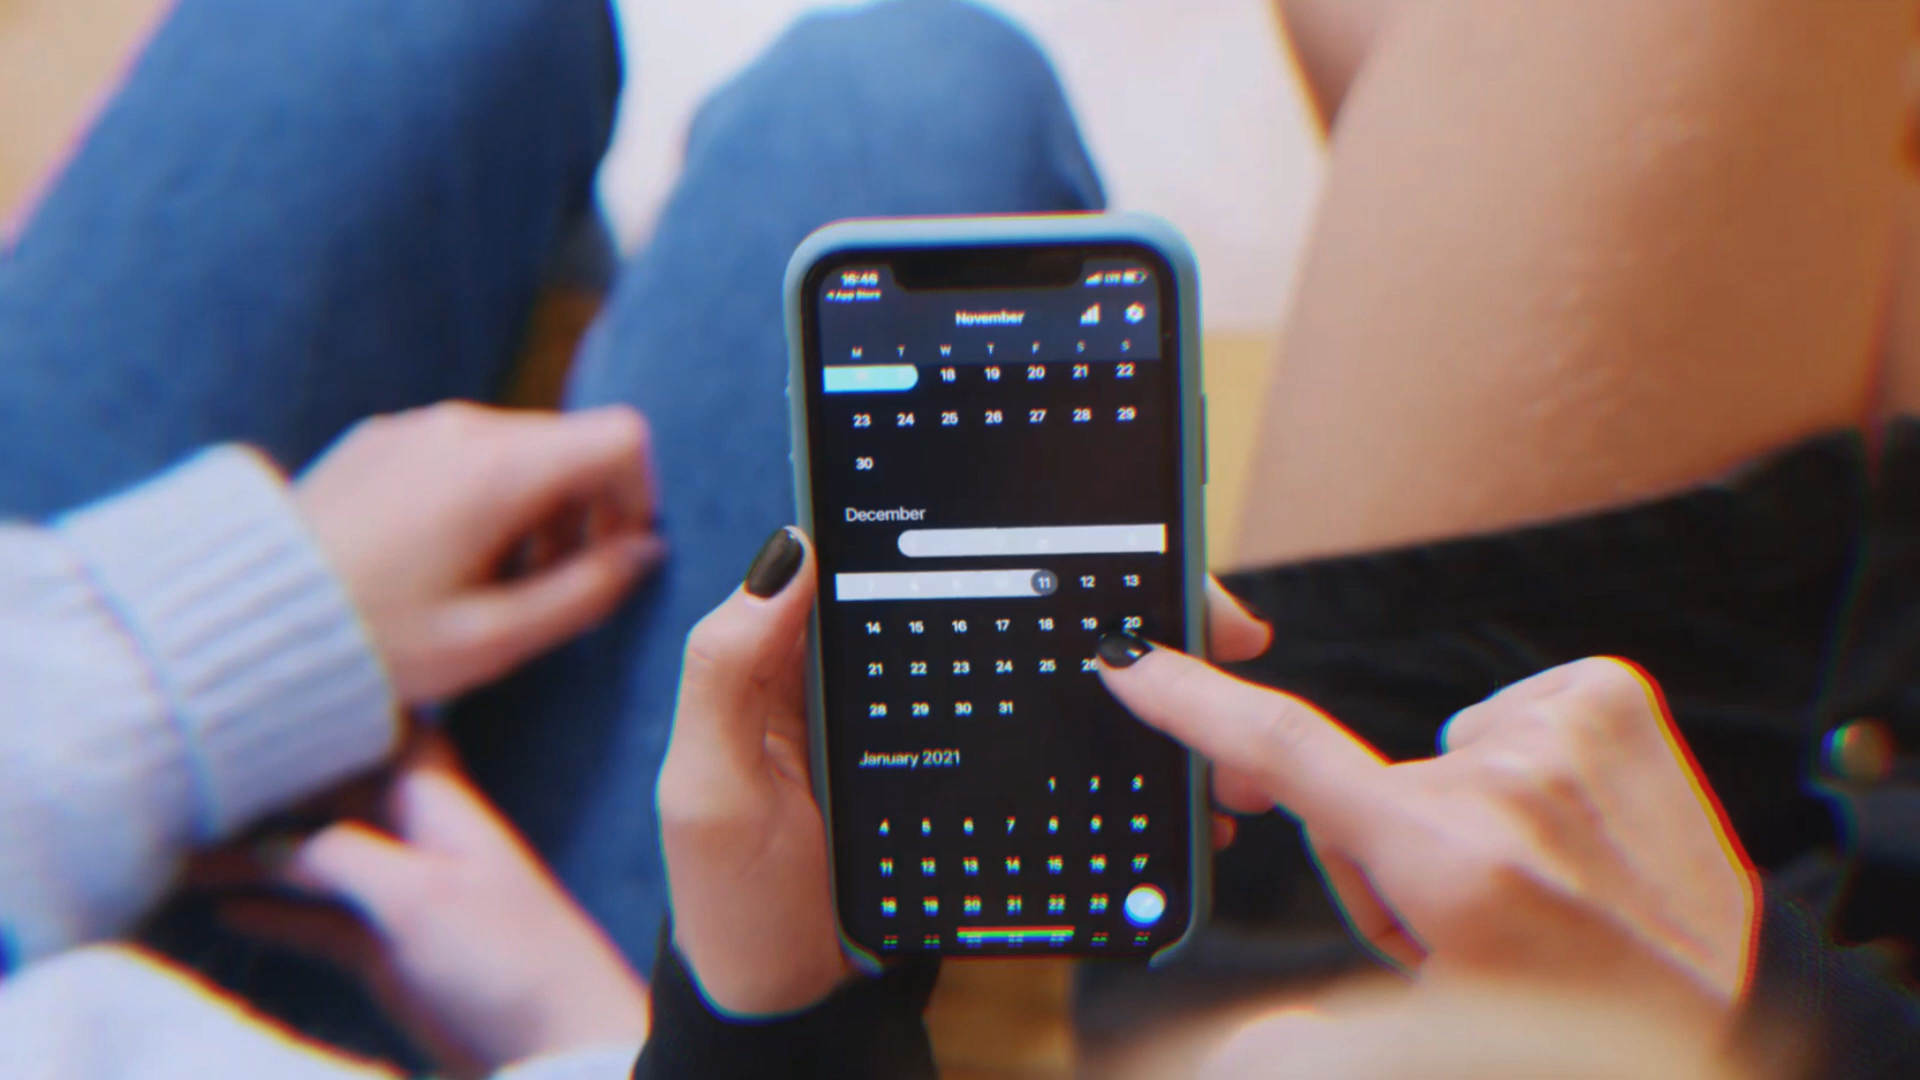 16:46
App Store
LTE
November
M T W T F S S
18 19 20 21 22
23 24 25 26 27 28 29
30
December
11 12 13
14 15 16 17 18 19 20
21 22 23 24 25 26
28 29 30 31
January 2021
1 2 3
4 5 6 7 8 9 10
11 12 13 14 15 16 17
18 19 20 21 22 23